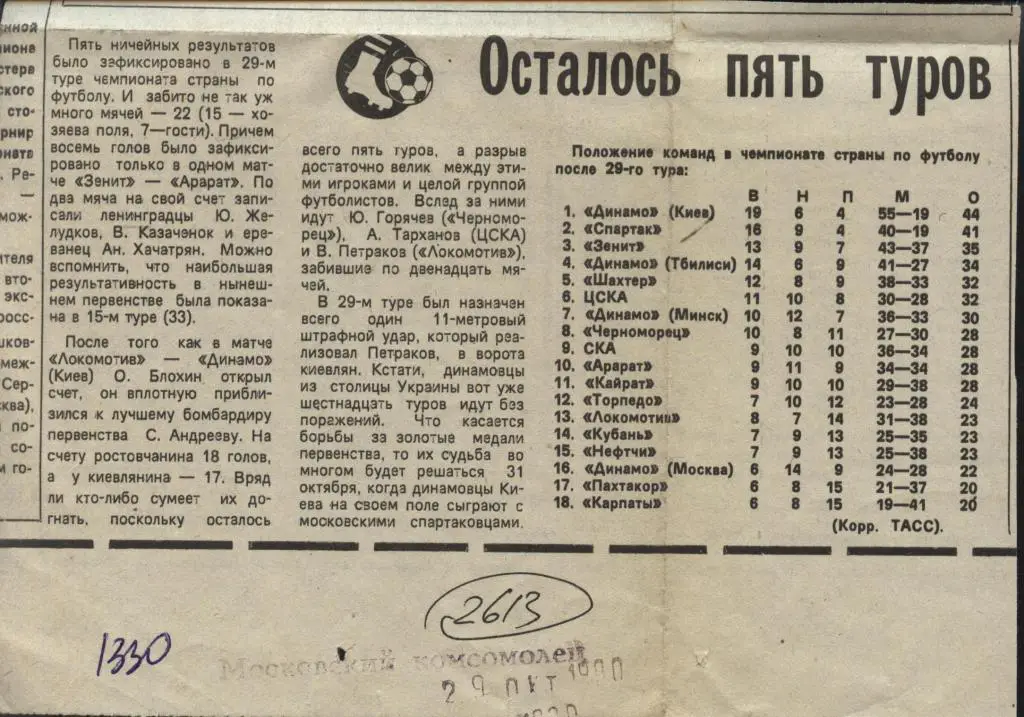 Осталось пять туров
Пять ничейных результатов
было зафиксировано в 29-м
туре чемпионата страны по
футболу. И забито не так уж
много мячей — 22 (15 — хо-
зяева поля, 7—гости). Причем
восемь голов было зафикси-
ровано только в одном мат-
че «Зенит» — «Арарат». По
два мяча на свой счет запи-
сали ленинградцы Ю. Же-
лудков, В. Казаченок и ере-
ванец Ан. Хачатрян. Можно
вспомнить, что наибольшая
результативность в нынеш-
нем первенстве была показа-
на в 15-м туре (33).
После того как в матче
«Локомотив» — «Динамо»
(Киев) О. Блохин открыл
счет, он вплотную прибли-
зился к лучшему бомбардиру
первенства С. Андрееву. На
счету ростовчанина 18 голов,
а у киевлянина — 17. Вряд
ли кто-либо сумеет их до-
гнать, поскольку осталось
всего пять туров, а разрыв
достаточно велик между эти-
ми игроками и целой группой
футболистов. Вслед за ними
идут Ю. Горячев («Черномо-
рец»), А. Тарханов (ЦСКА)
и В. Петраков («Локомотив»),
забившие по двенадцать мя-
чей.
В 29-м туре был назначен
всего один 11-метровый
штрафной удар, который реа-
лизовал Петраков, в ворота
киевлян. Кстати, динамовцы
из столицы Украины вот уже
шестнадцать туров идут без
поражений. Что касается
борьбы за золотые медали
первенства, то их судьба во
многом будет решаться 31
октября, когда динамовцы Ки-
ева на своем поле сыграют с
московскими спартаковцами.
Положение команд в чемпионате страны по футболу
после 29-го тура:
В Н П М О
1. «Динамо» (Киев) 19 6 4 55—19 44
2. «Спартак» 16 9 4 40—19 41
3. «Зенит» 13 9 7 43—37 35
4. «Динамо» (Тбилиси) 14 6 9 41—27 34
5. «Шахтер» 12 8 9 38—33 32
6. ЦСКА 11 10 8 30—28 32
7. «Динамо» (Минск) 10 12 7 36—33 30
8. «Черноморец» 10 8 11 27—30 28
9. СКА 9 10 10 36—34 28
10. «Арарат» 9 11 9 34—34 28
11. «Кайрат» 9 10 10 29—38 28
12. «Торпедо» 7 10 12 23—28 24
13. «Локомотив» 8 7 14 31—38 23
14. «Кубань» 7 9 13 25—35 23
15. «Нефтчи» 7 9 13 25—38 23
16. «Динамо» (Москва) 6 14 9 24—28 22
17. «Пахтакор» 6 8 15 21—37 20
18. «Карпаты» 6 8 15 19—41 20
(Корр. ТАСС).
2613
1330
Московский комсомолец